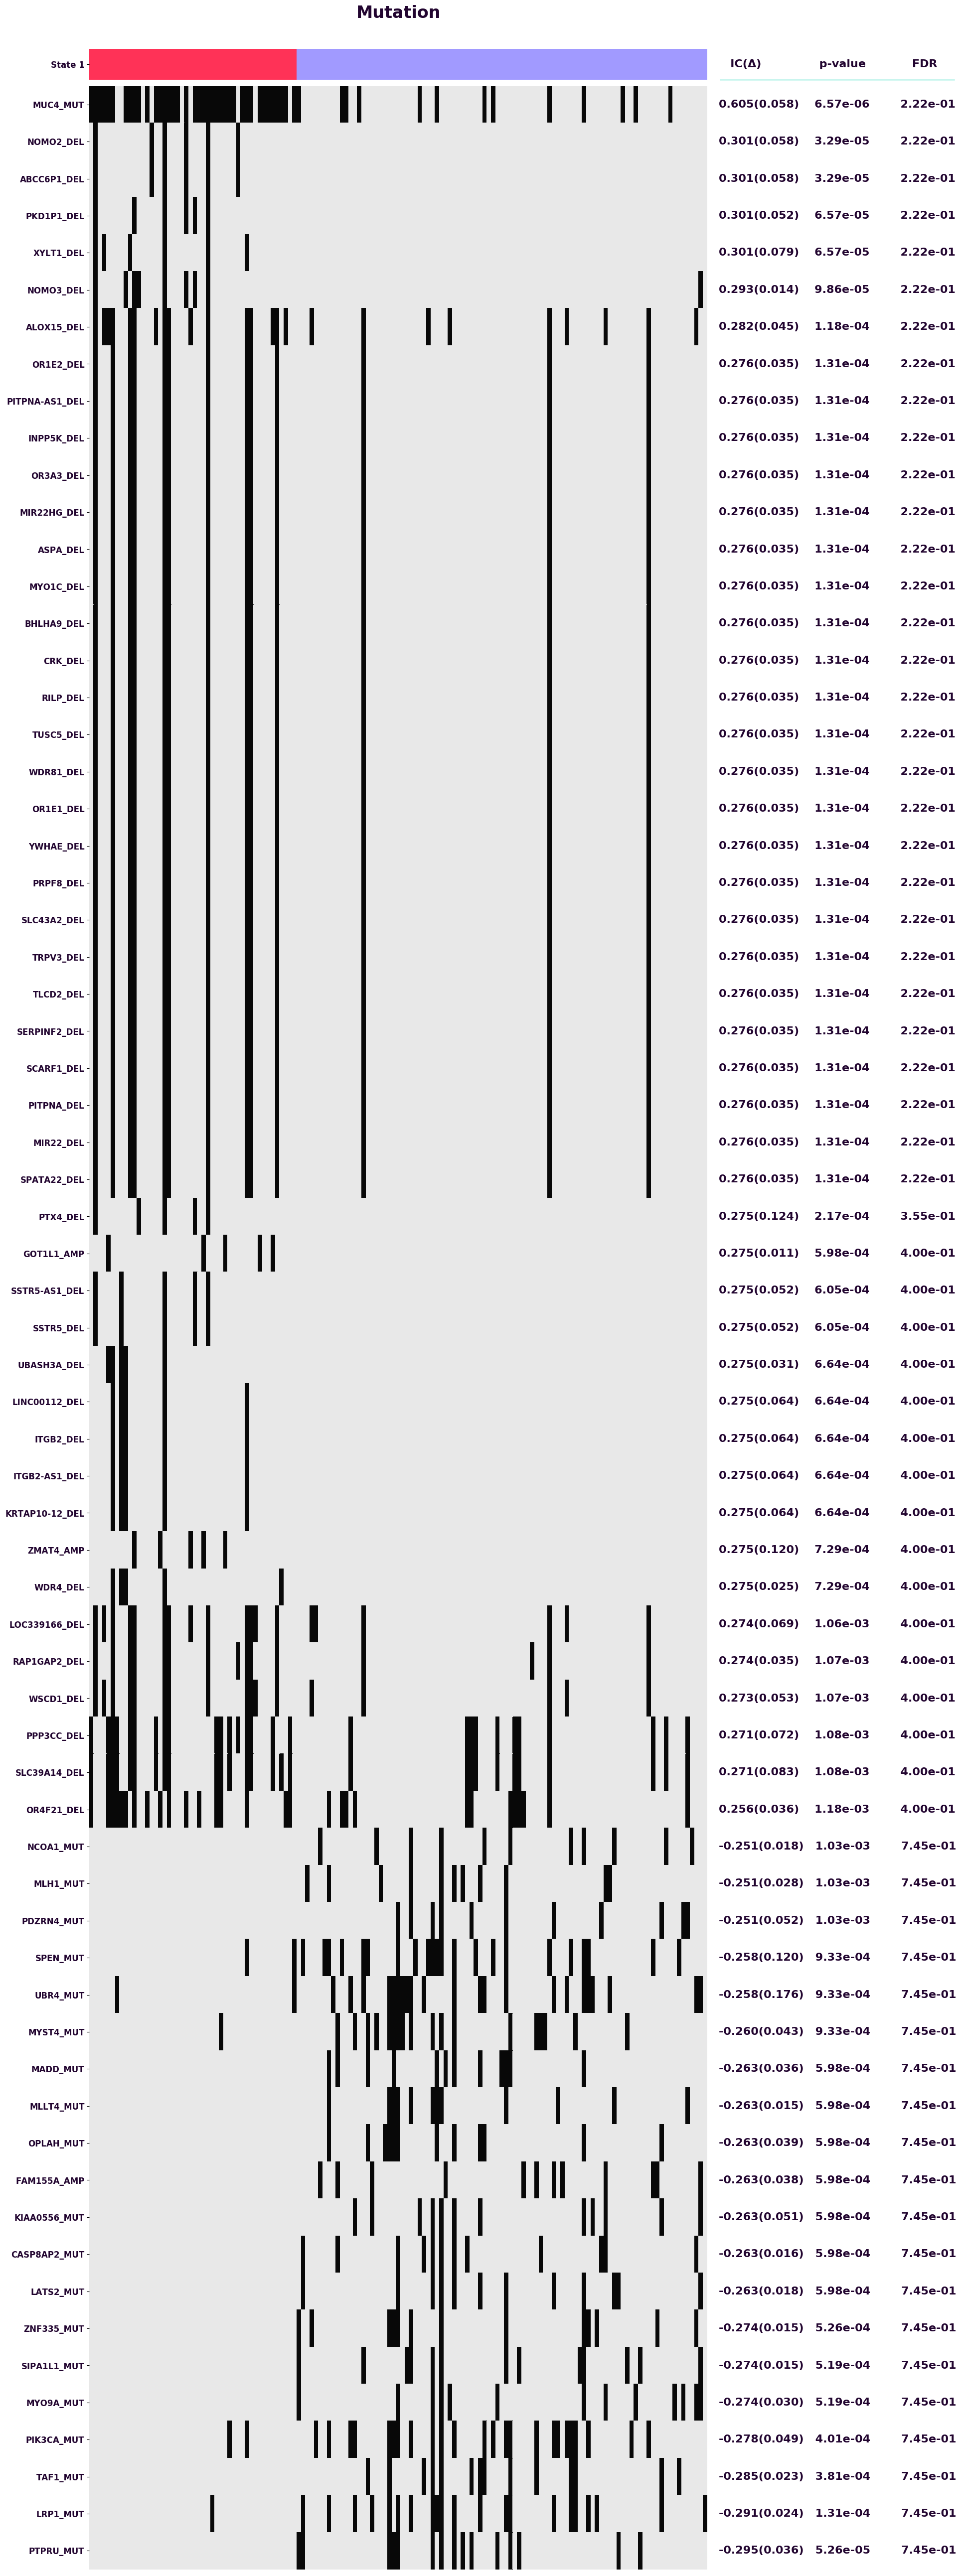 Mutation
State 1 IC(Δ) p-value FDR
MUC4_MUT 0.605(0.058) 6.57e-06 2.22e-01
NOMO2_DEL 0.301(0.058) 3.29e-05 2.22e-01
ABCC6P1_DEL 0.301(0.058) 3.29e-05 2.22e-01
PKD1P1_DEL 0.301(0.052) 6.57e-05 2.22e-01
XYLT1_DEL 0.301(0.079) 6.57e-05 2.22e-01
NOMO3_DEL 0.293(0.014) 9.86e-05 2.22e-01
ALOX15_DEL 0.282(0.045) 1.18e-04 2.22e-01
OR1E2_DEL 0.276(0.035) 1.31e-04 2.22e-01
PITPNA-AS1_DEL 0.276(0.035) 1.31e-04 2.22e-01
INPP5K_DEL 0.276(0.035) 1.31e-04 2.22e-01
OR3A3_DEL 0.276(0.035) 1.31e-04 2.22e-01
MIR22HG_DEL 0.276(0.035) 1.31e-04 2.22e-01
ASPA_DEL 0.276(0.035) 1.31e-04 2.22e-01
MYO1C_DEL 0.276(0.035) 1.31e-04 2.22e-01
BHLHA9_DEL 0.276(0.035) 1.31e-04 2.22e-01
CRK_DEL 0.276(0.035) 1.31e-04 2.22e-01
RILP_DEL 0.276(0.035) 1.31e-04 2.22e-01
TUSC5_DEL 0.276(0.035) 1.31e-04 2.22e-01
WDR81_DEL 0.276(0.035) 1.31e-04 2.22e-01
OR1E1_DEL 0.276(0.035) 1.31e-04 2.22e-01
YWHAE_DEL 0.276(0.035) 1.31e-04 2.22e-01
PRPF8_DEL 0.276(0.035) 1.31e-04 2.22e-01
SLC43A2_DEL 0.276(0.035) 1.31e-04 2.22e-01
TRPV3_DEL 0.276(0.035) 1.31e-04 2.22e-01
TLCD2_DEL 0.276(0.035) 1.31e-04 2.22e-01
SERPINF2_DEL 0.276(0.035) 1.31e-04 2.22e-01
SCARF1_DEL 0.276(0.035) 1.31e-04 2.22e-01
PITPNA_DEL 0.276(0.035) 1.31e-04 2.22e-01
MIR22_DEL 0.276(0.035) 1.31e-04 2.22e-01
SPATA22_DEL 0.276(0.035) 1.31e-04 2.22e-01
PTX4_DEL 0.275(0.124) 2.17e-04 3.55e-01
GOT1L1_AMP 0.275(0.011) 5.98e-04 4.00e-01
SSTR5-AS1_DEL 0.275(0.052) 6.05e-04 4.00e-01
SSTR5_DEL 0.275(0.052) 6.05e-04 4.00e-01
UBASH3A_DEL 0.275(0.031) 6.64e-04 4.00e-01
LINC00112_DEL 0.275(0.064) 6.64e-04 4.00e-01
ITGB2_DEL 0.275(0.064) 6.64e-04 4.00e-01
ITGB2-AS1_DEL 0.275(0.064) 6.64e-04 4.00e-01
KRTAP10-12_DEL 0.275(0.064) 6.64e-04 4.00e-01
ZMAT4_AMP 0.275(0.120) 7.29e-04 4.00e-01
WDR4_DEL 0.275(0.025) 7.29e-04 4.00e-01
LOC339166_DEL 0.274(0.069) 1.06e-03 4.00e-01
RAP1GAP2_DEL 0.274(0.035) 1.07e-03 4.00e-01
WSCD1_DEL 0.273(0.053) 1.07e-03 4.00e-01
PPP3CC_DEL 0.271(0.072) 1.08e-03 4.00e-01
SLC39A14_DEL 0.271(0.083) 1.08e-03 4.00e-01
OR4F21_DEL 0.256(0.036) 1.18e-03 4.00e-01
NCOA1_MUT -0.251(0.018) 1.03e-03 7.45e-01
MLH1_MUT -0.251(0.028) 1.03e-03 7.45e-01
PDZRN4_MUT -0.251(0.052) 1.03e-03 7.45e-01
SPEN_MUT -0.258(0.120) 9.33e-04 7.45e-01
UBR4_MUT -0.258(0.176) 9.33e-04 7.45e-01
MYST4_MUT -0.260(0.043) 9.33e-04 7.45e-01
MADD_MUT -0.263(0.036) 5.98e-04 7.45e-01
MLLT4_MUT -0.263(0.015) 5.98e-04 7.45e-01
OPLAH_MUT -0.263(0.039) 5.98e-04 7.45e-01
FAM155A_AMP -0.263(0.038) 5.98e-04 7.45e-01
KIAA0556_MUT -0.263(0.051) 5.98e-04 7.45e-01
CASP8AP2_MUT -0.263(0.016) 5.98e-04 7.45e-01
LATS2_MUT -0.263(0.018) 5.98e-04 7.45e-01
ZNF335_MUT -0.274(0.015) 5.26e-04 7.45e-01
SIPA1L1_MUT -0.274(0.015) 5.19e-04 7.45e-01
MYO9A_MUT -0.274(0.030) 5.19e-04 7.45e-01
PIK3CA_MUT -0.278(0.049) 4.01e-04 7.45e-01
TAF1_MUT -0.285(0.023) 3.81e-04 7.45e-01
LRP1_MUT -0.291(0.024) 1.31e-04 7.45e-01
PTPRU_MUT -0.295(0.036) 5.26e-05 7.45e-01